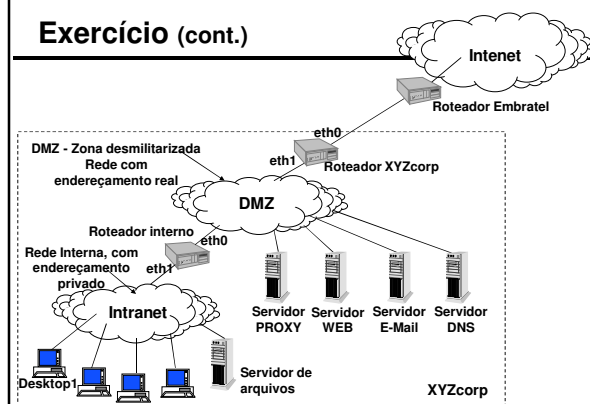 Exercício (cont.)
Intenet
Roteador Embratel
eth0
DMZ - Zona desmilitarizada
Rede com
endereçamento real
eth1
Roteador XYZcorp
DMZ
Roteador interno
eth0
Rede Interna, com
endereçamento
privado
eth1
Intranet
Servidor
PROXY
Servidor
WEB
Servidor
E-Mail
Servidor
DNS
Desktop1
Servidor de
arquivos
XYZcorp